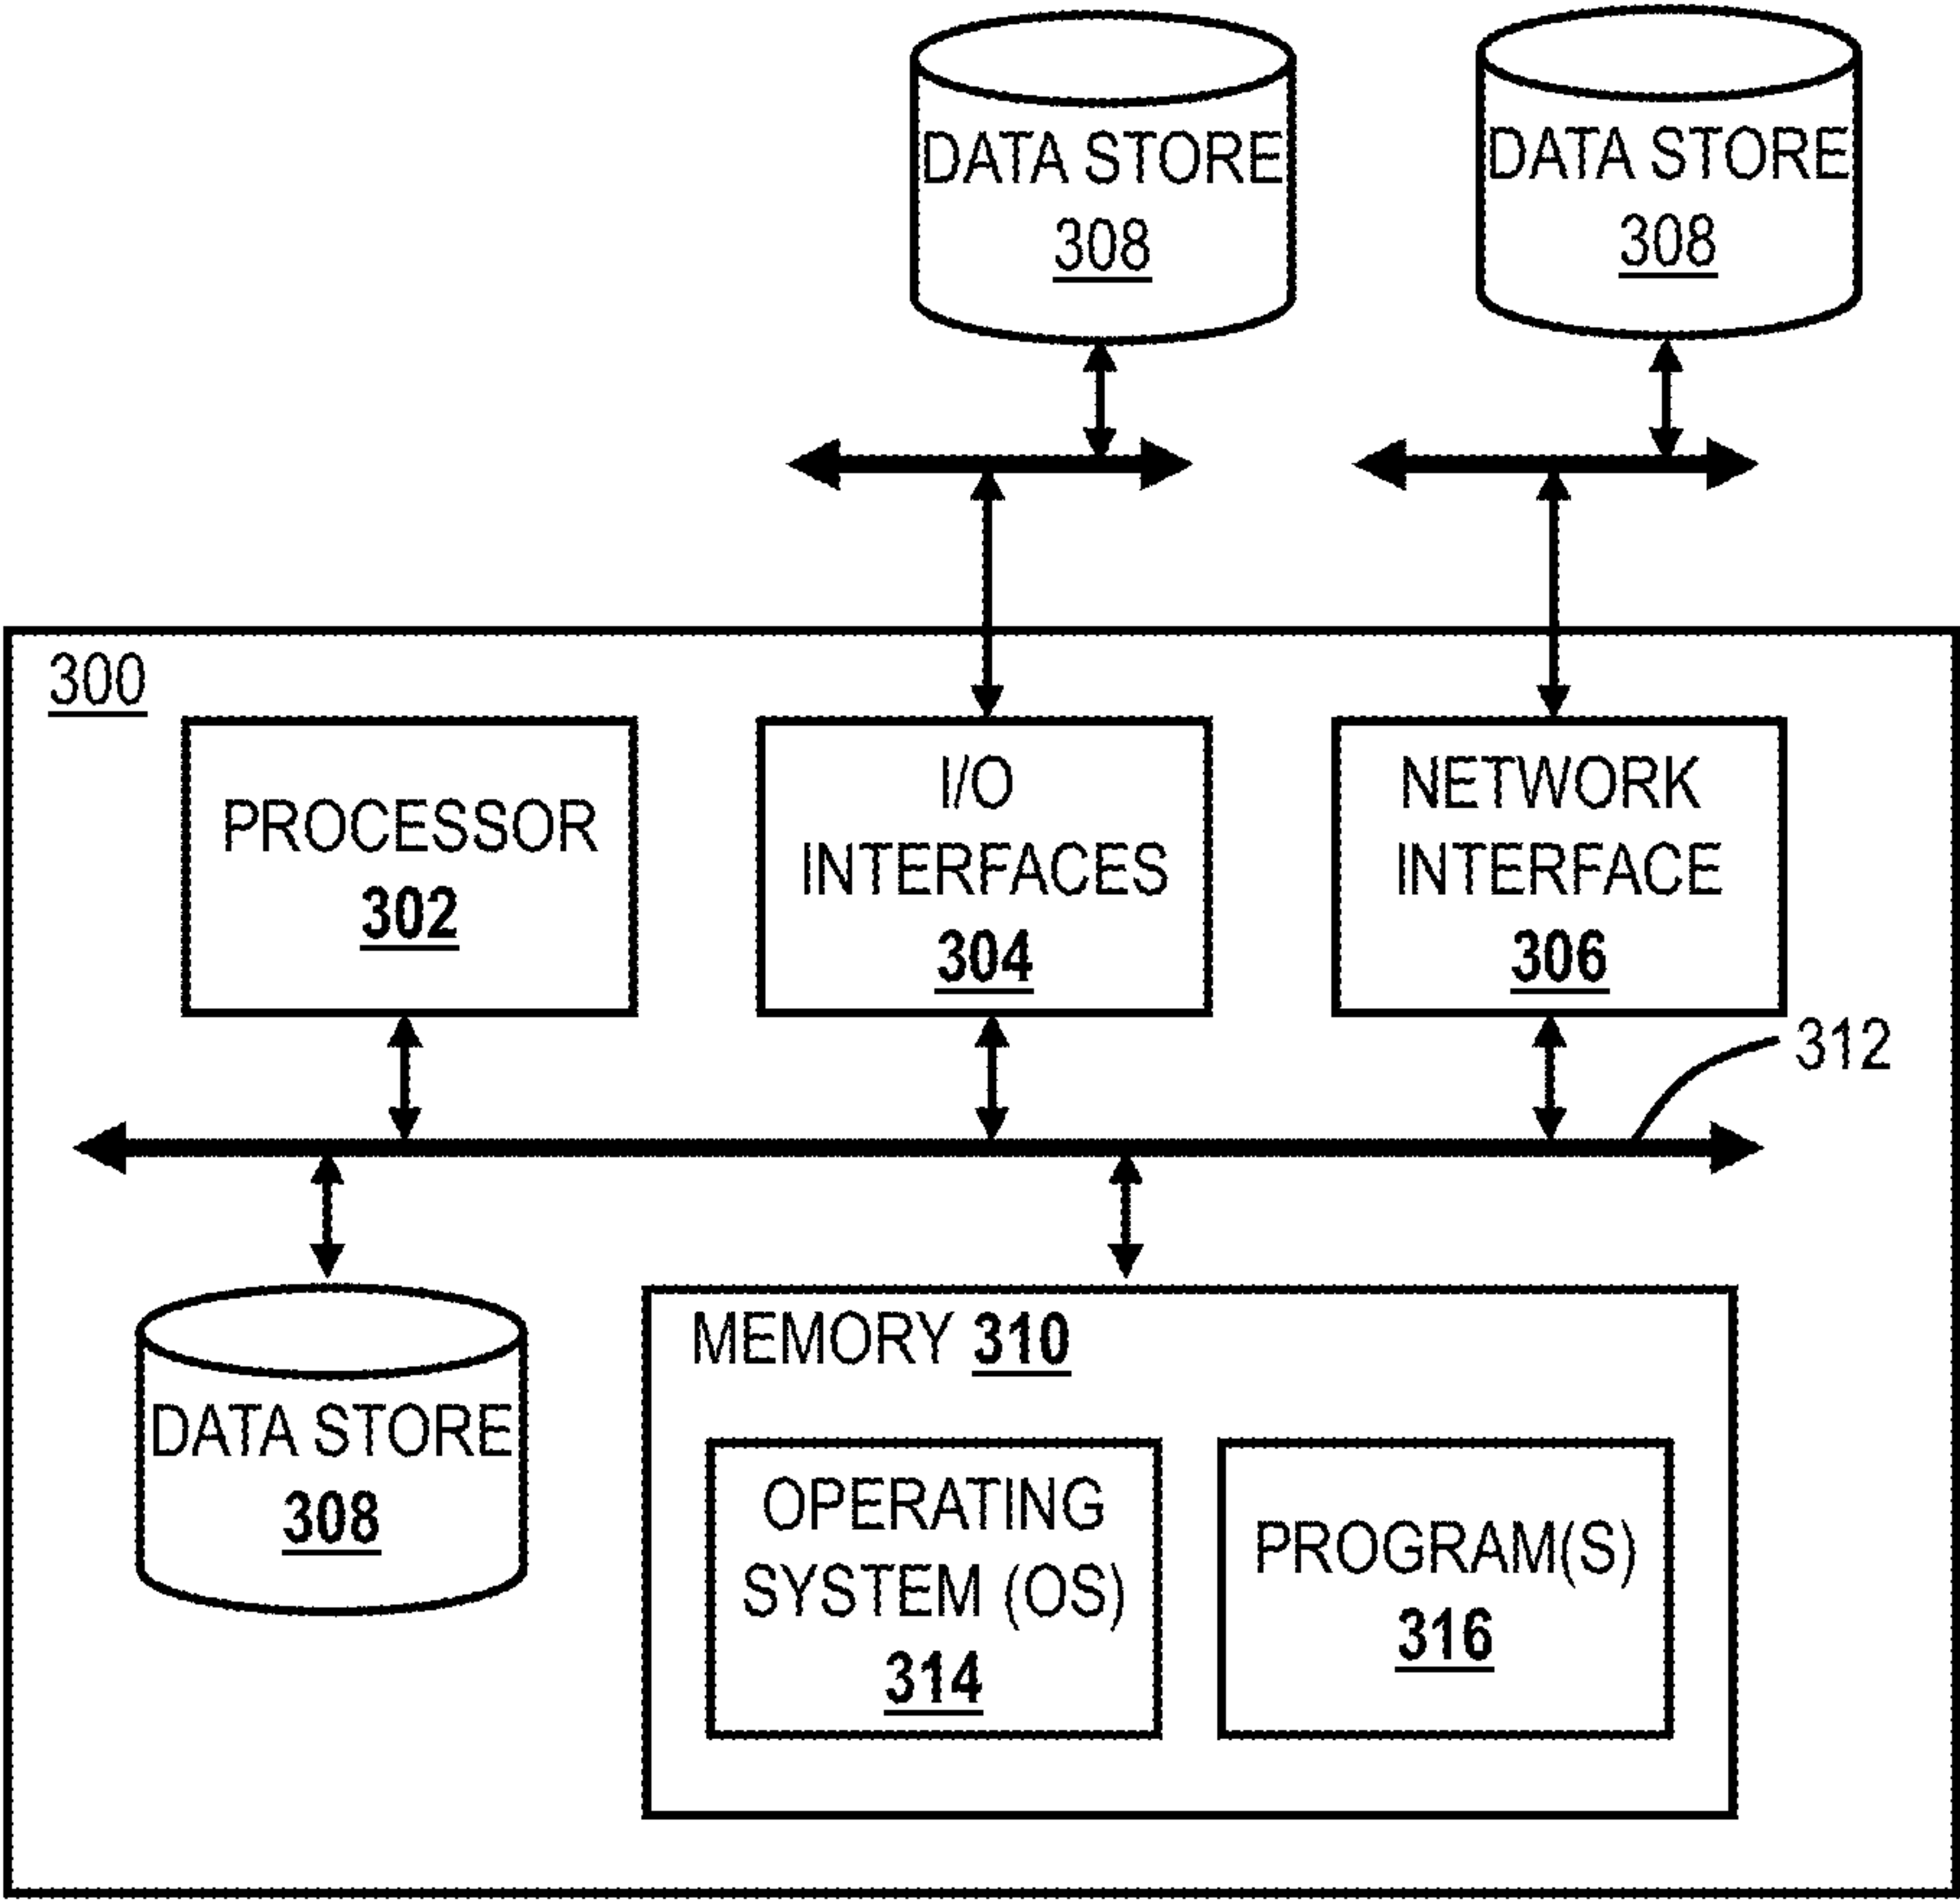 DATA STORE
308
DATA STORE
308
300
PROCESSOR
302
I/O
INTERFACES
304
NETWORK
INTERFACE
306
312
DATA STORE
308
MEMORY 310
OPERATING
SYSTEM (OS)
314
PROGRAM(S)
316